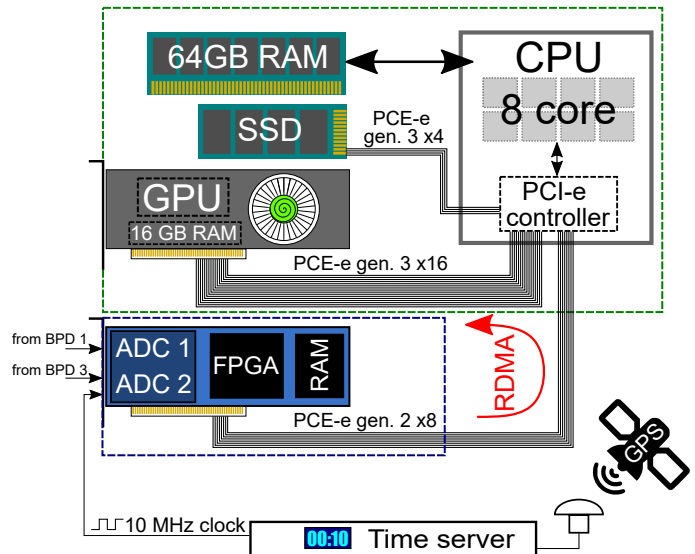 64GB RAM
CPU
8 core
SSD
PCE-e
gen. 3 x4
GPU
16 GB RAM
PCI-e
controller
PCE-e gen. 3 x16
from BPD 1
from BPD 3
ADC 1
ADC 2
FPGA
RAM
RDMA
PCE-e gen. 2 x8
GPS
10 MHz clock
00:10
Time server